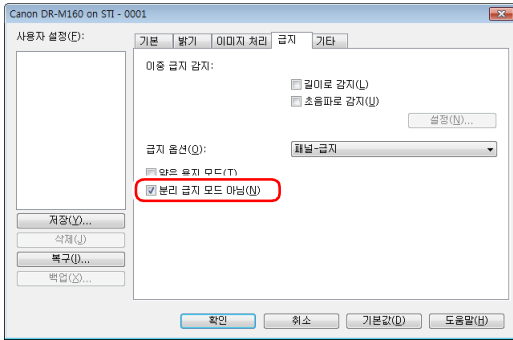 Canon DR-M160 on STI - 0001
사용자 설정(F):
기본 밝기 이미지 처리 급지 기타
이중 급지 감지:
길이로 감지(L)
초음파로 감지(U)
설정(N)...
급지 옵션(O): 패널-급지
얇은 용지 모드(T)
분리 급지 모드 아님(N)
저장(Y)...
삭제(J)
복구(I)...
백업(X)...
확인 취소 기본값(D) 도움말(H)